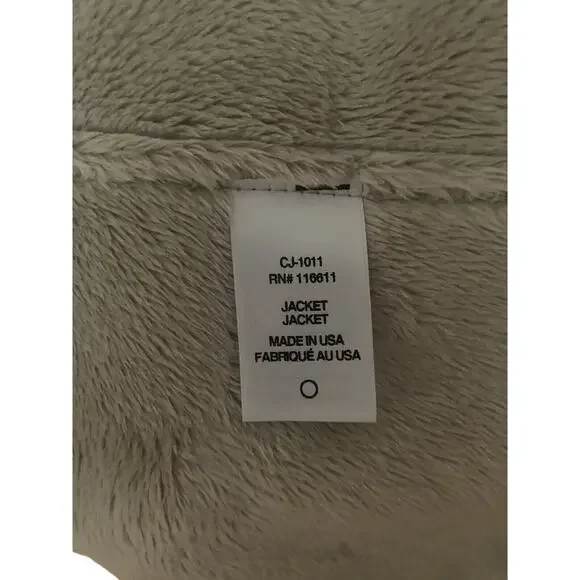 CJ-1011
RN# 116611
JACKET
JACKET
MADE IN USA
FABRIQUÉ AU USA